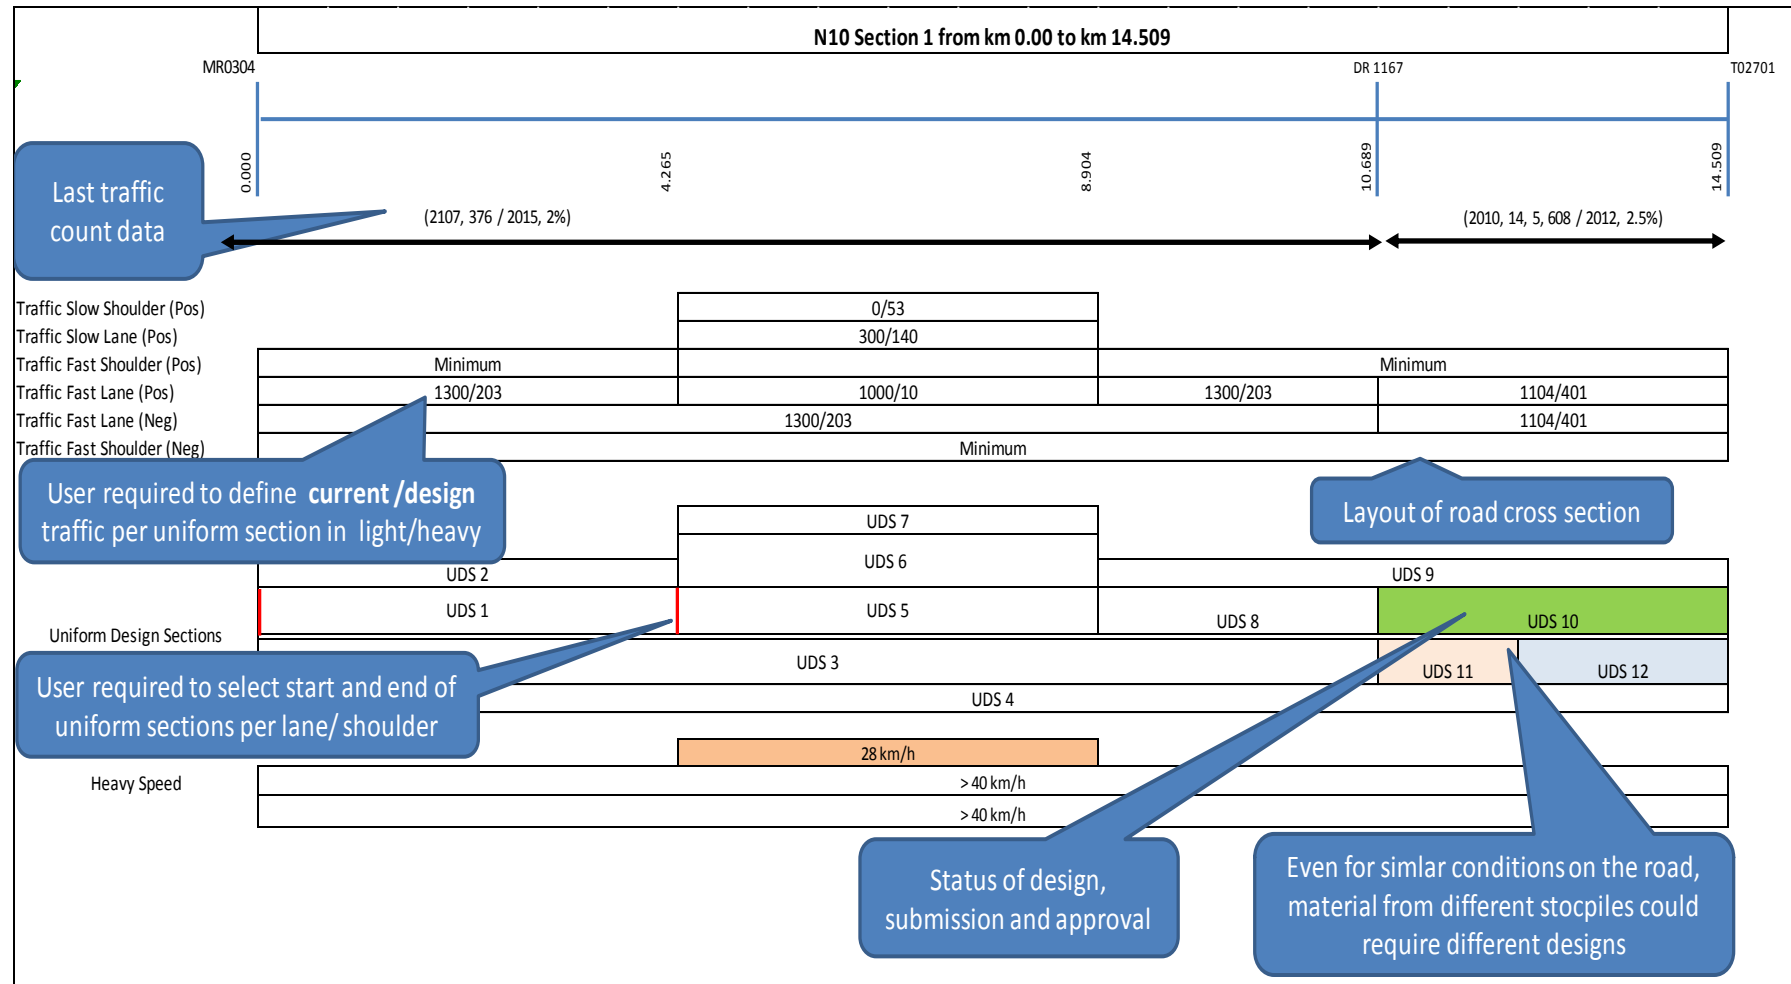 N10 Section 1 from km 0.00 to km 14.509
MR0304
DR 1167
T02701
0.000
4.265
8.904
10.689
14.509
Last traffic
count data
(2107, 376 / 2015, 2%)
(2010, 14, 5, 608 / 2012, 2.5%)
Traffic Slow Shoulder (Pos)
0/53
Traffic Slow Lane (Pos)
300/140
Traffic Fast Shoulder (Pos)
Minimum
Minimum
Traffic Fast Lane (Pos)
1300/203
1000/10
1300/203
1104/401
Traffic Fast Lane (Neg)
1300/203
1104/401
Traffic Fast Shoulder (Neg)
Minimum
User required to define current /design
traffic per uniform section in light/heavy
Layout of road cross section
UDS 7
UDS 6
UDS 2
UDS 9
UDS 1
UDS 5
UDS 8
UDS 10
Uniform Design Sections
UDS 3
UDS 11
UDS 12
UDS 4
User required to select start and end of
uniform sections per lane/ shoulder
28 km/h
Heavy Speed
> 40 km/h
> 40 km/h
Status of design,
submission and approval
Even for simlar conditions on the road,
material from different stocpiles could
require different designs